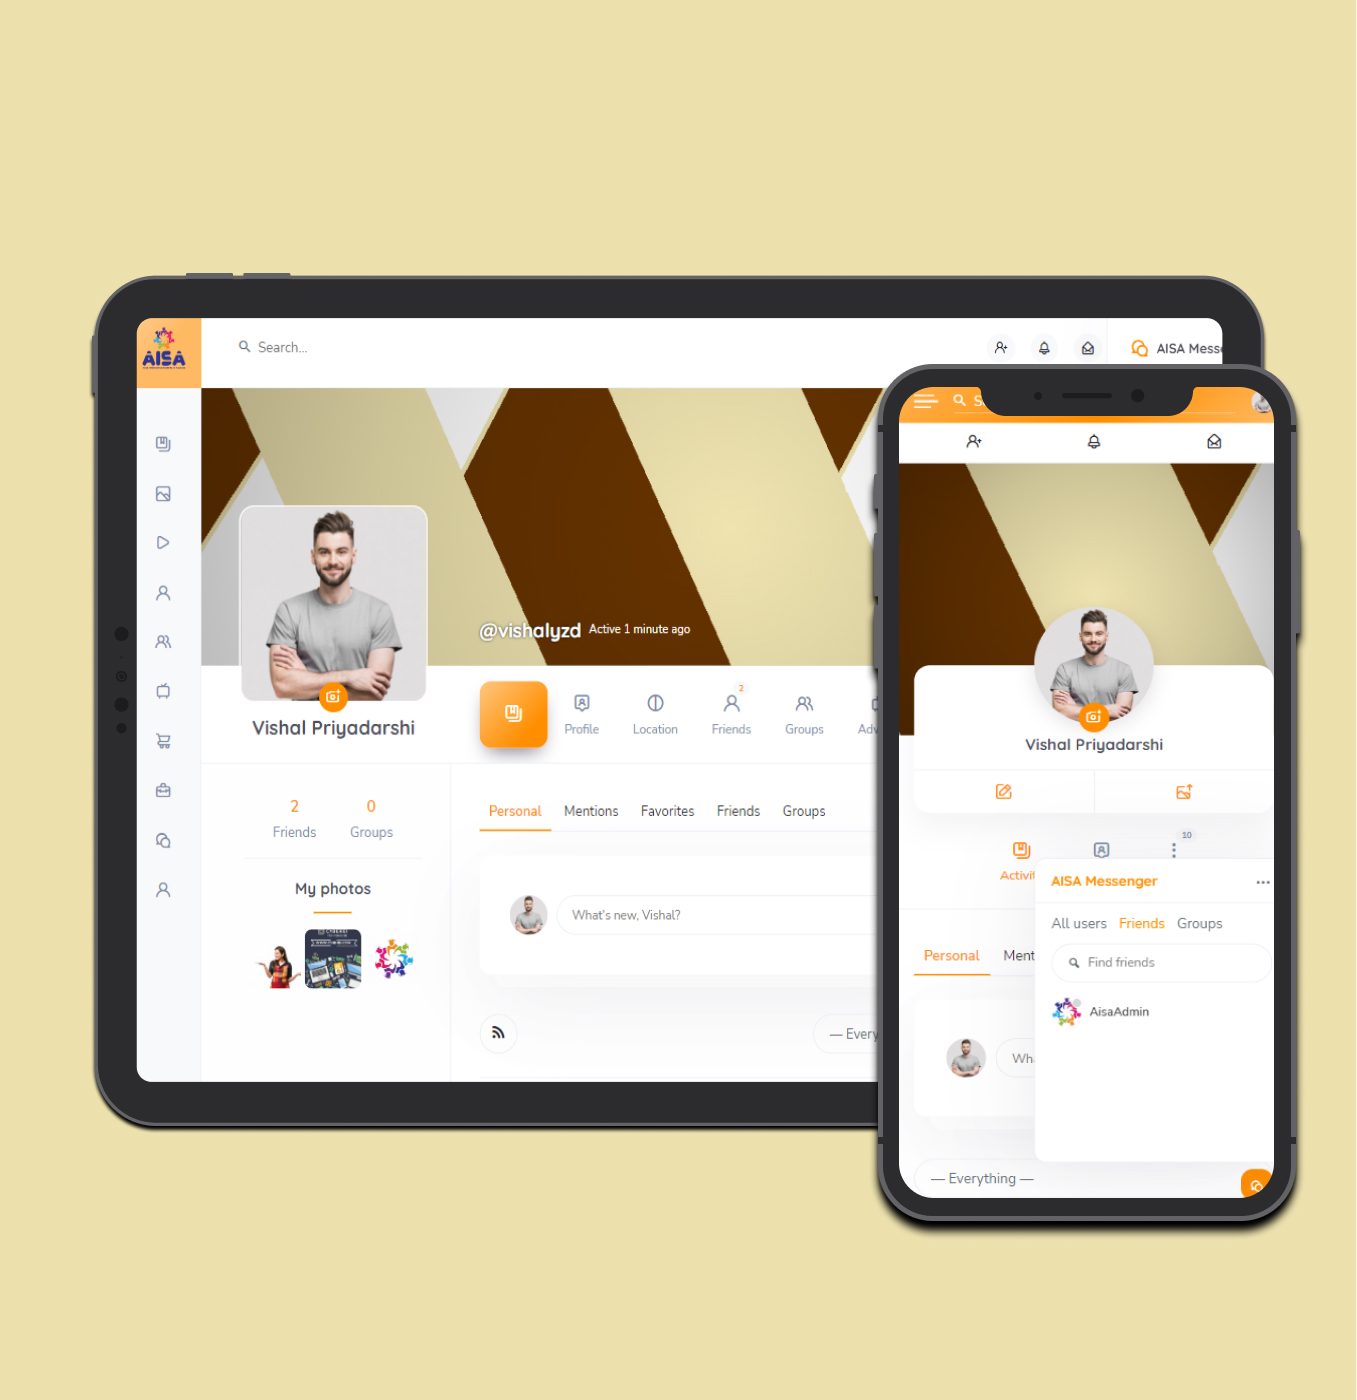 AISA
Search...
AISA Messe
@vishalyzd Active 1 minute ago
Vishal Priyadarshi
2
Profile
Location
Friends
Groups
Adv
2
0
Friends
Groups
My photos
Personal
Mentions
Favorites
Friends
Groups
What's new, Vishal?
— Every
S
Vishal Priyadarshi
10
Activit
AISA Messenger
All users
Friends
Groups
Find friends
AisaAdmin
Personal
Ment
Wh
— Everything —